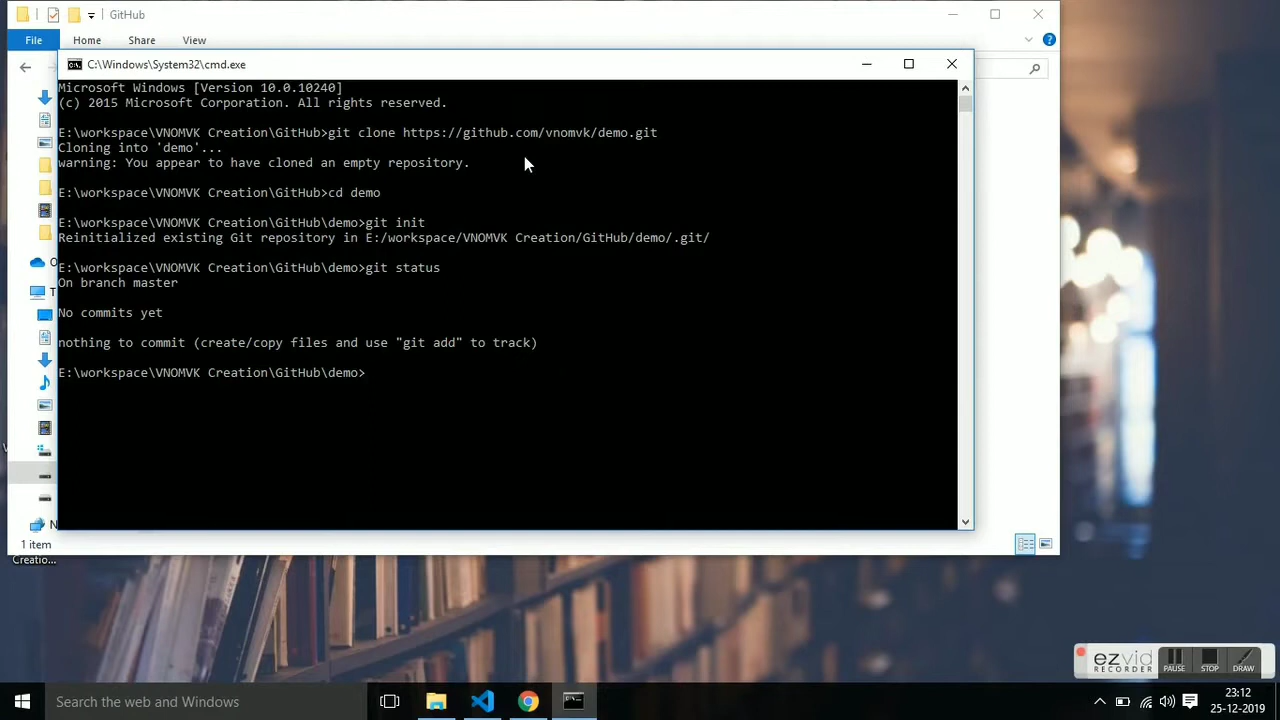 GitHub
File Home Share View
C:\Windows\System32\cmd.exe
Microsoft Windows [Version 10.0.10240]
(c) 2015 Microsoft Corporation. All rights reserved.
E:\workspace\VNOMVK Creation\GitHub>git clone https://github.com/vnomvk/demo.git
Cloning into 'demo'...
warning: You appear to have cloned an empty repository.
E:\workspace\VNOMVK Creation\GitHub>cd demo
E:\workspace\VNOMVK Creation\GitHub\demo>git init
Reinitialized existing Git repository in E:/workspace/VNOMVK Creation/GitHub/demo/.git/
E:\workspace\VNOMVK Creation\GitHub\demo>git status
On branch master
No commits yet
nothing to commit (create/copy files and use "git add" to track)
E:\workspace\VNOMVK Creation\GitHub\demo>
O
T
N
1 item
Creatio...
ezvid
RECORDER
PAUSE STOP DRAW
Search the web and Windows
23:12
25-12-2019